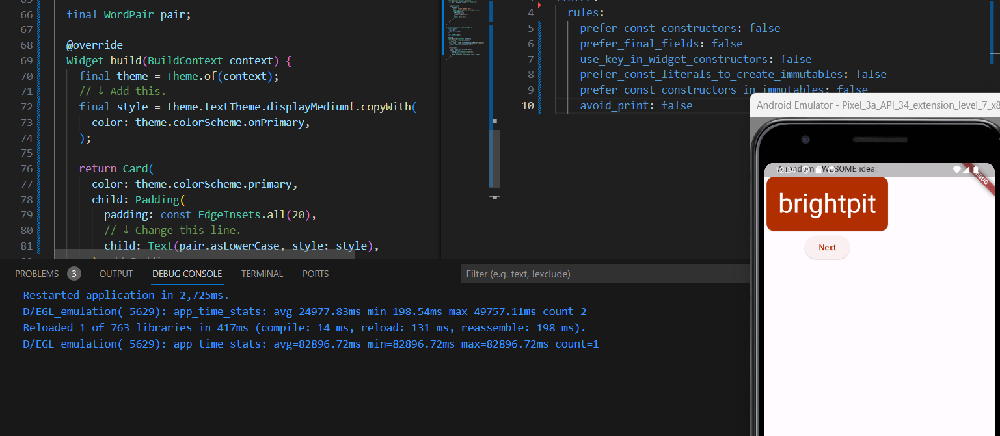 66 final WordPair pair;
67
68 @override
69 Widget build(BuildContext context) {
70 final theme = Theme.of(context);
71 // ↓ Add this.
72 final style = theme.textTheme.displayMedium!.copyWith(
73 color: theme.colorScheme.onPrimary,
74 );
75
76 return Card(
77 color: theme.colorScheme.primary,
78 child: Padding(
79 padding: const EdgeInsets.all(20),
80 // ↓ Change this line.
81 child: Text(pair.asLowerCase, style: style),
4 rules:
5 prefer_const_constructors: false
6 prefer_final_fields: false
7 use_key_in_widget_constructors: false
8 prefer_const_literals_to_create_immutables: false
9 prefer_const_constructors_in_immutables: false
10 avoid_print: false
Android Emulator - Pixel_3a_API_34_extension_level_7_x8
idea:
brightpit
Next
PROBLEMS 3 OUTPUT DEBUG CONSOLE TERMINAL PORTS Filter (e.g. text, !exclude)
Restarted application in 2,725ms.
D/EGL_emulation( 5629): app_time_stats: avg=24977.83ms min=198.54ms max=49757.11ms count=2
Reloaded 1 of 763 libraries in 417ms (compile: 14 ms, reload: 131 ms, reassemble: 198 ms).
D/EGL_emulation( 5629): app_time_stats: avg=82896.72ms min=82896.72ms max=82896.72ms count=1